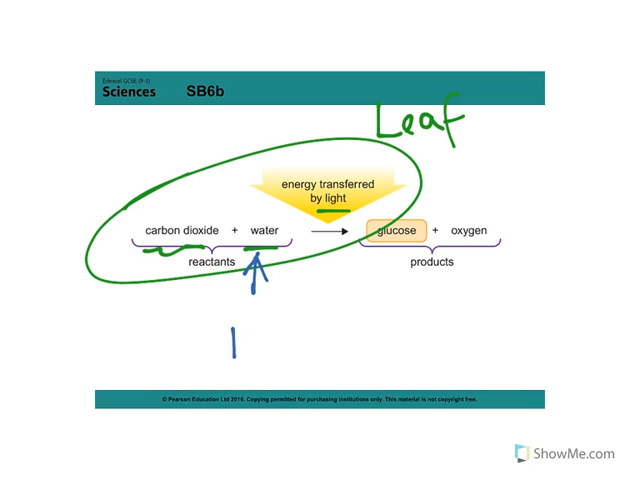 Edexcel GCSE (9-1)
Sciences SB6b
Leaf
energy transferred
by light
carbon dioxide + water → glucose + oxygen
reactants products
© Pearson Education Ltd 2016. Copying permitted for purchasing institutions only. This material is not copyright free.
ShowMe.com